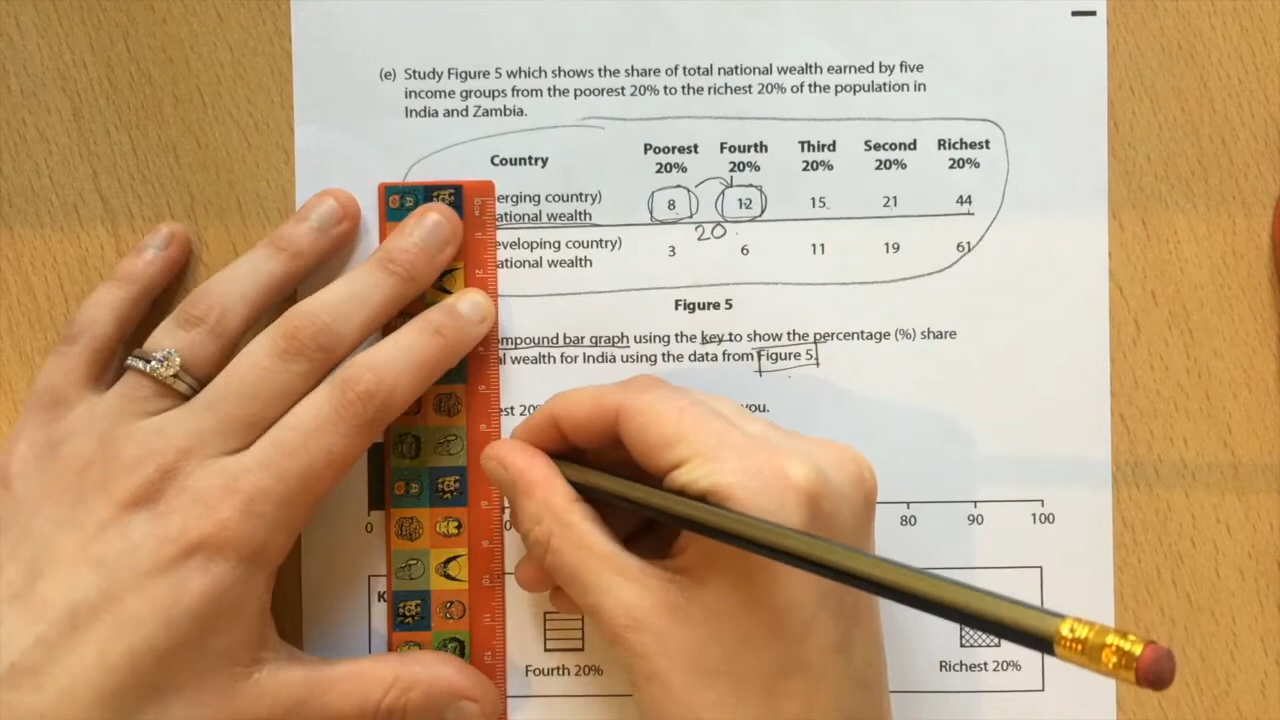 (e) Study Figure 5 which shows the share of total national wealth earned by five
income groups from the poorest 20% to the richest 20% of the population in
India and Zambia.
Country Poorest 20% Fourth 20% Third 20% Second 20% Richest 20%
erging country)
ational wealth 8 12 15 21 44
20
eveloping country)
ational wealth 3 6 11 19 61
Figure 5
mpound bar graph using the key to show the percentage (%) share
l wealth for India using the data from Figure 5.
est 20% you.
0 80 90 100
K
Fourth 20% Richest 20%